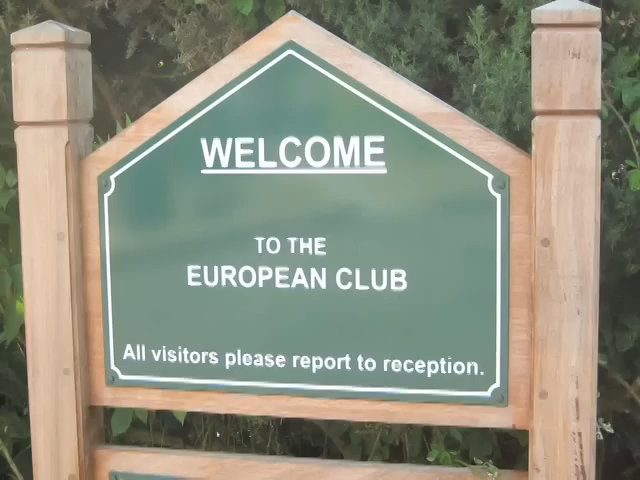 WELCOME
TO THE
EUROPEAN CLUB
All visitors please report to reception.